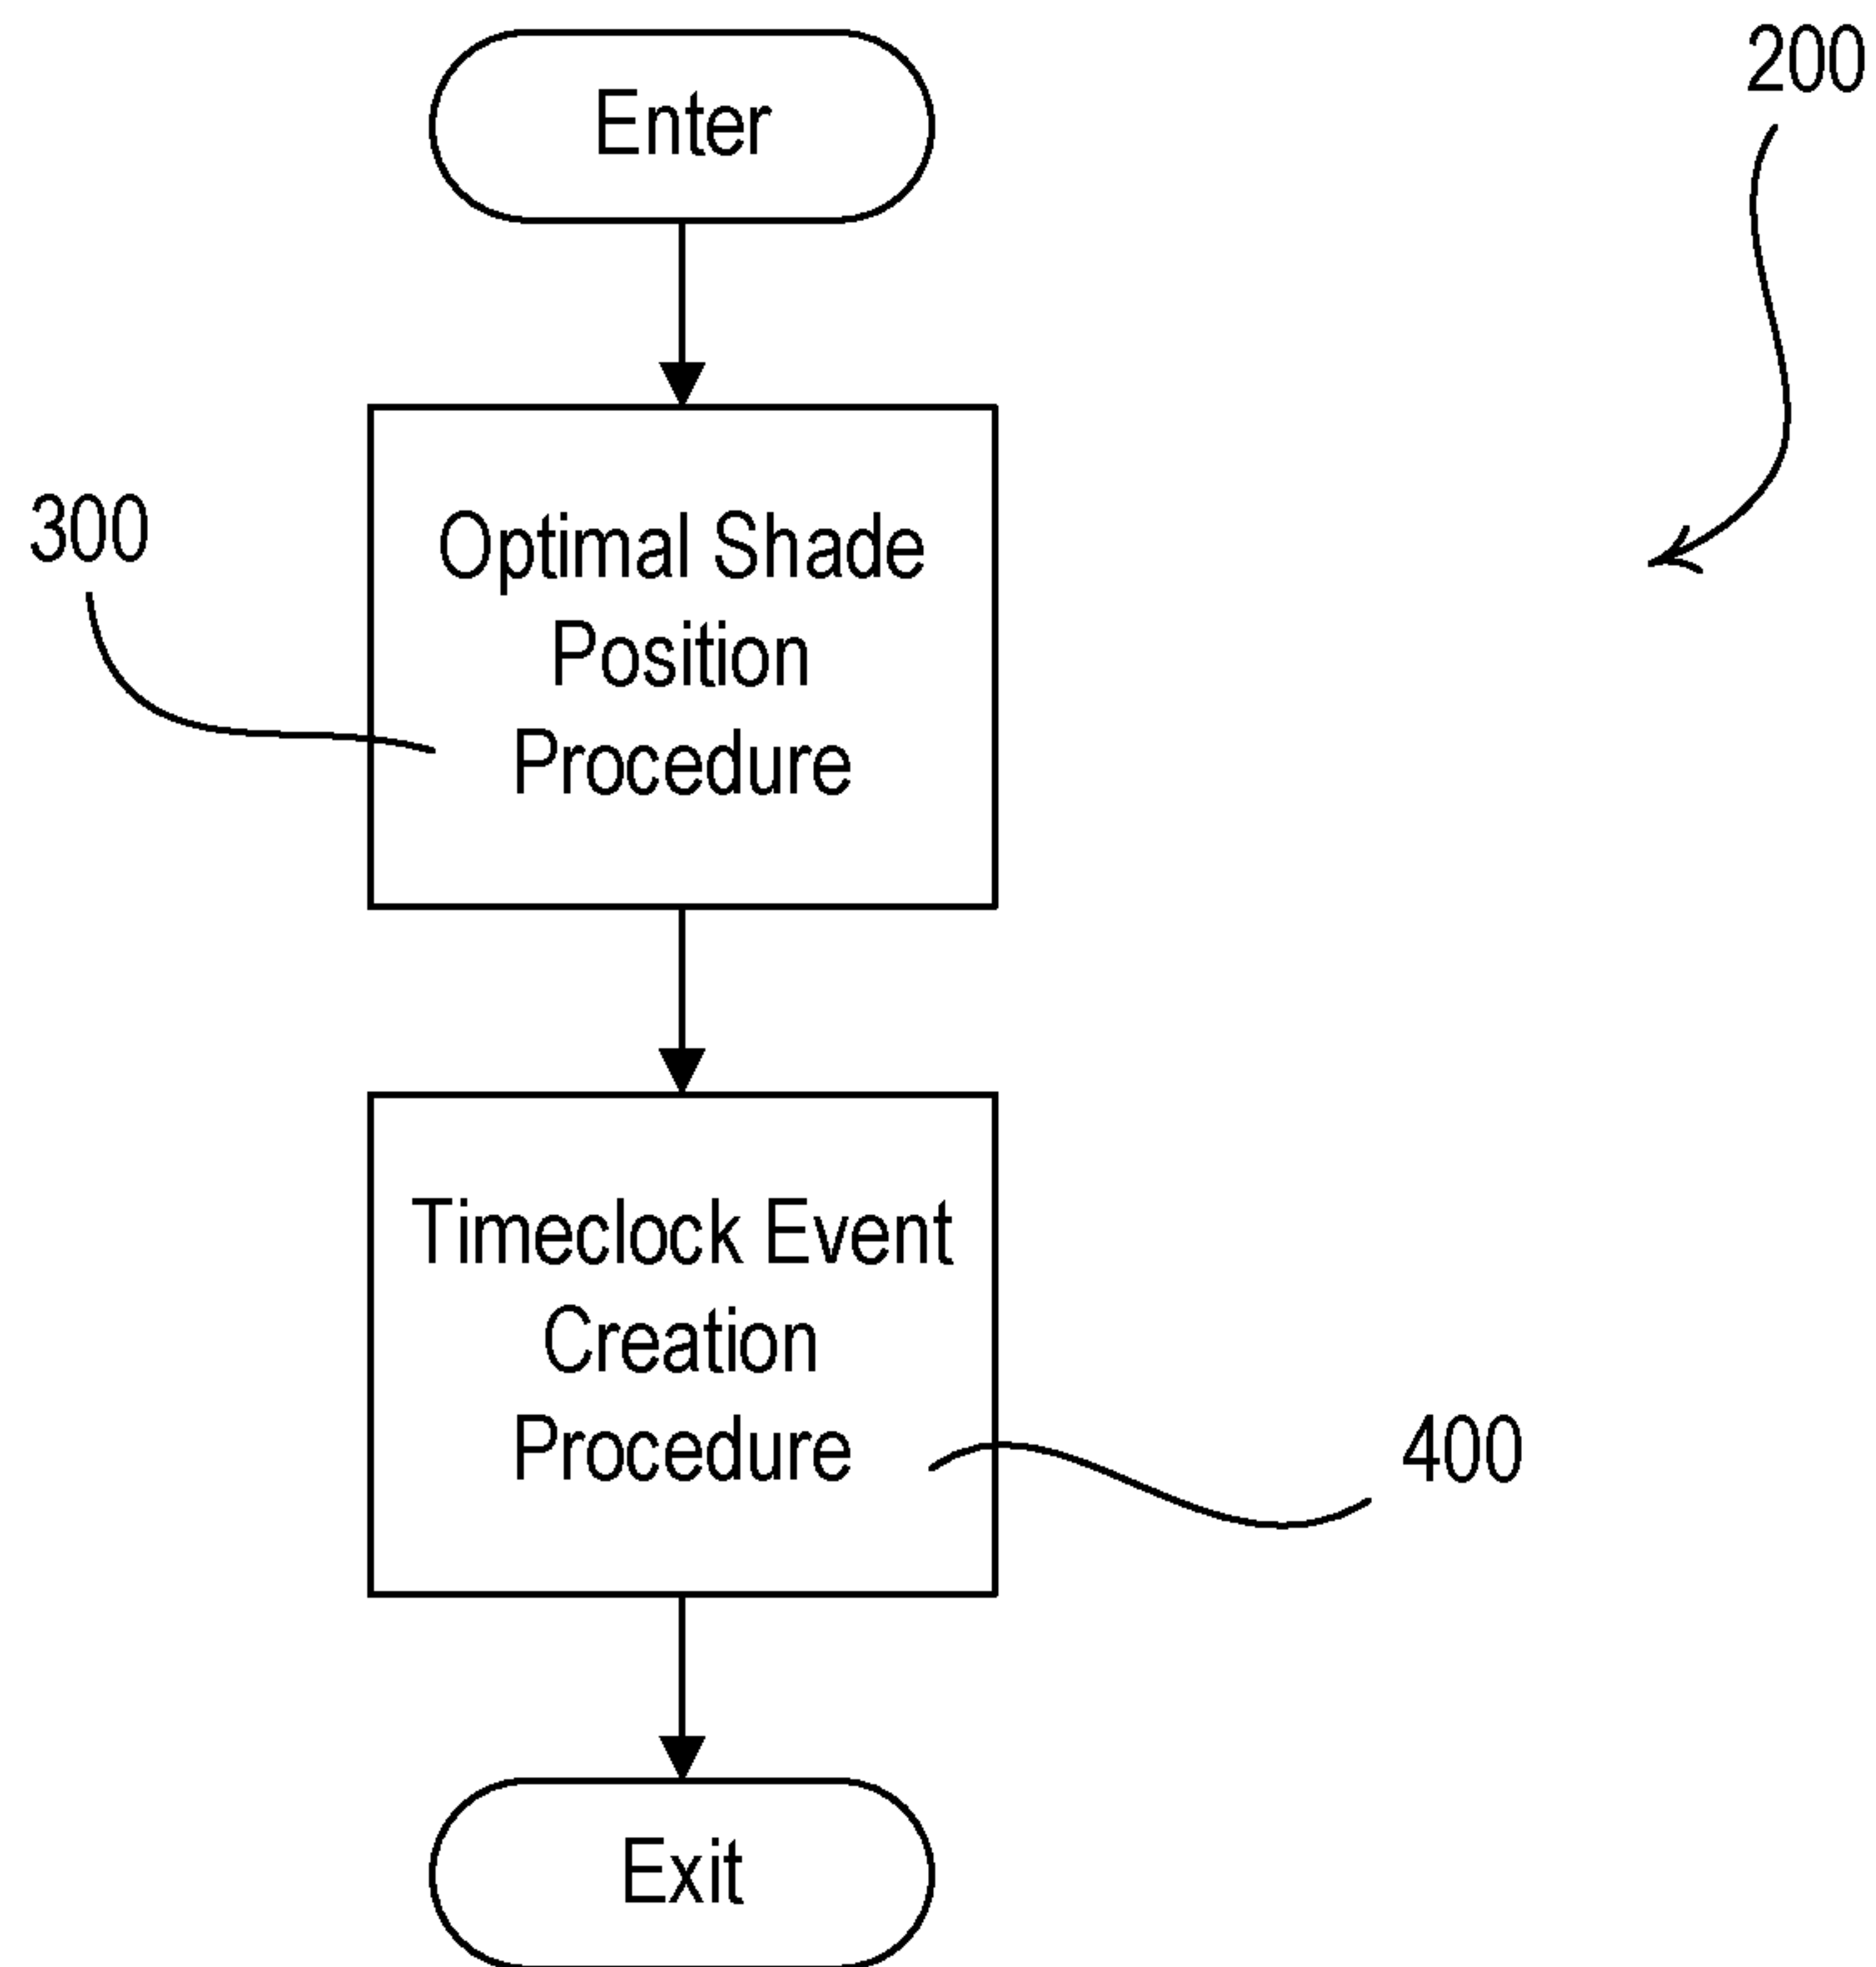 Enter
200
300
Optimal Shade
Position
Procedure
Timeclock Event
Creation
Procedure
400
Exit